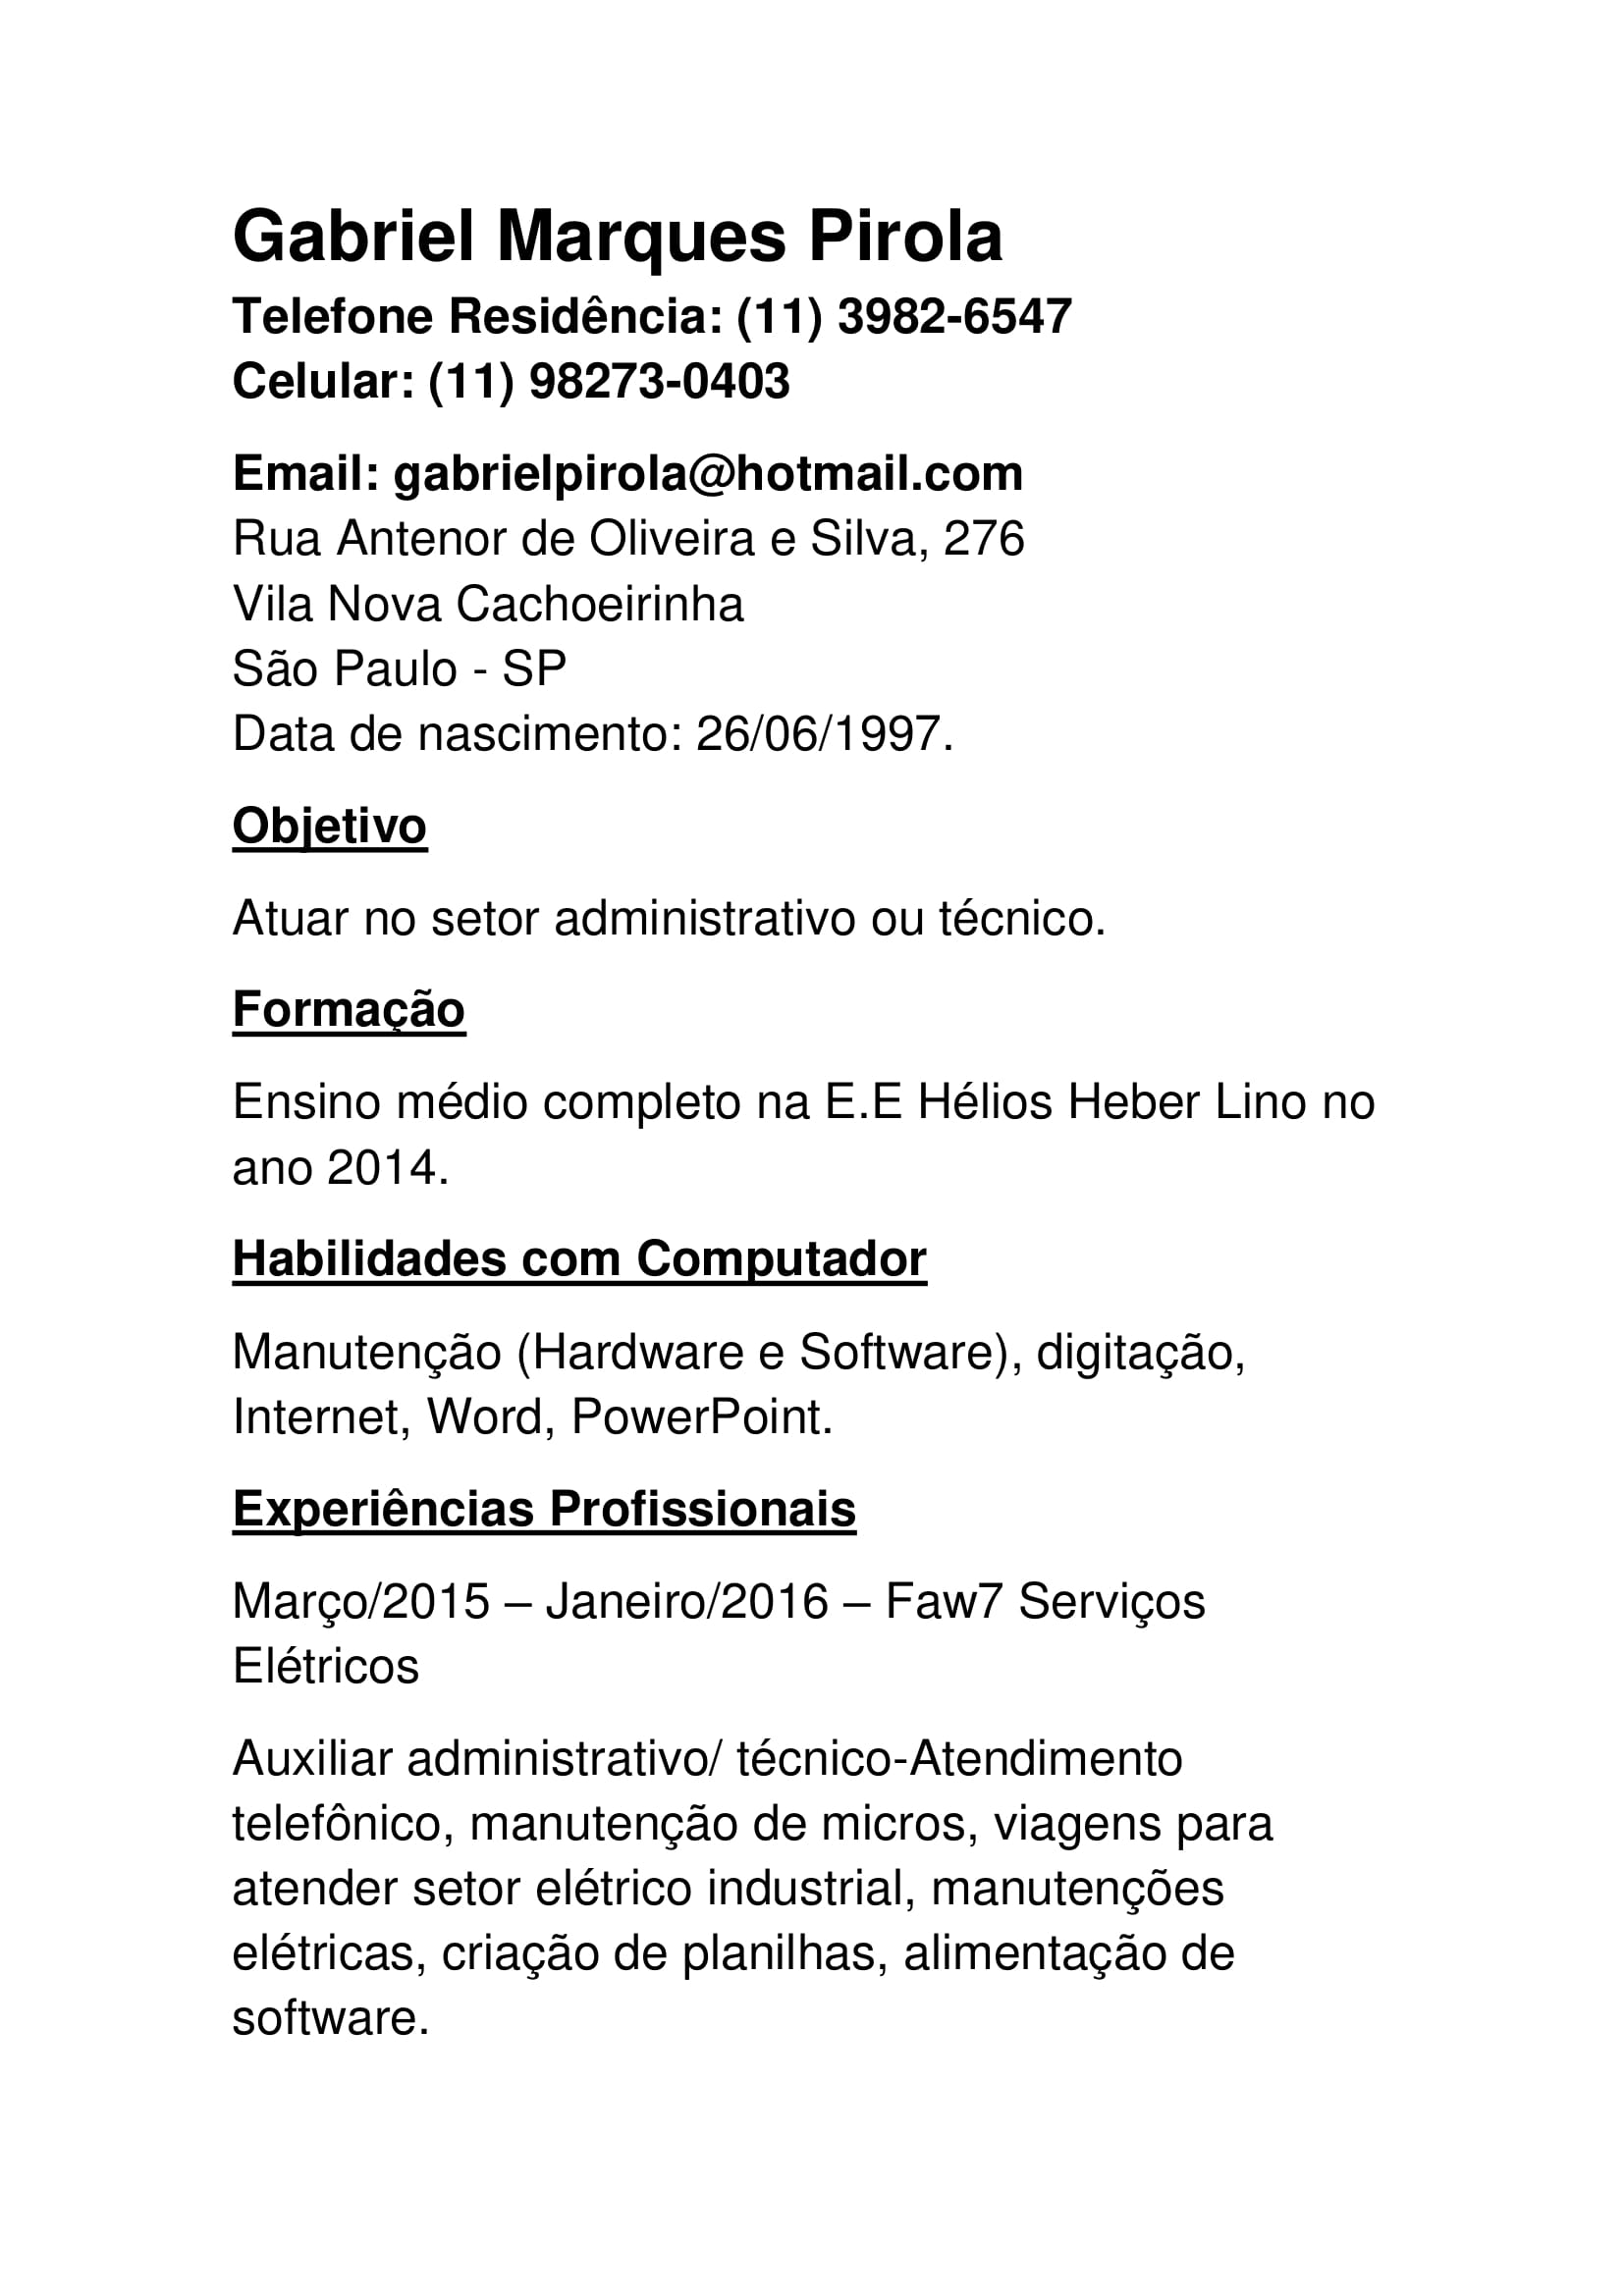 Gabriel Marques Pirola
Telefone Residência: (11) 3982-6547
Celular: (11) 98273-0403
Email: gabrielpirola@hotmail.com
Rua Antenor de Oliveira e Silva, 276
Vila Nova Cachoeirinha
São Paulo - SP
Data de nascimento: 26/06/1997.
Objetivo
Atuar no setor administrativo ou técnico.
Formação
Ensino médio completo na E.E Hélios Heber Lino no
ano 2014.
Habilidades com Computador
Manutenção (Hardware e Software), digitação,
Internet, Word, PowerPoint.
Experiências Profissionais
Março/2015 – Janeiro/2016 – Faw7 Serviços
Elétricos
Auxiliar administrativo/ técnico-Atendimento
telefônico, manutenção de micros, viagens para
atender setor elétrico industrial, manutenções
elétricas, criação de planilhas, alimentação de
software.